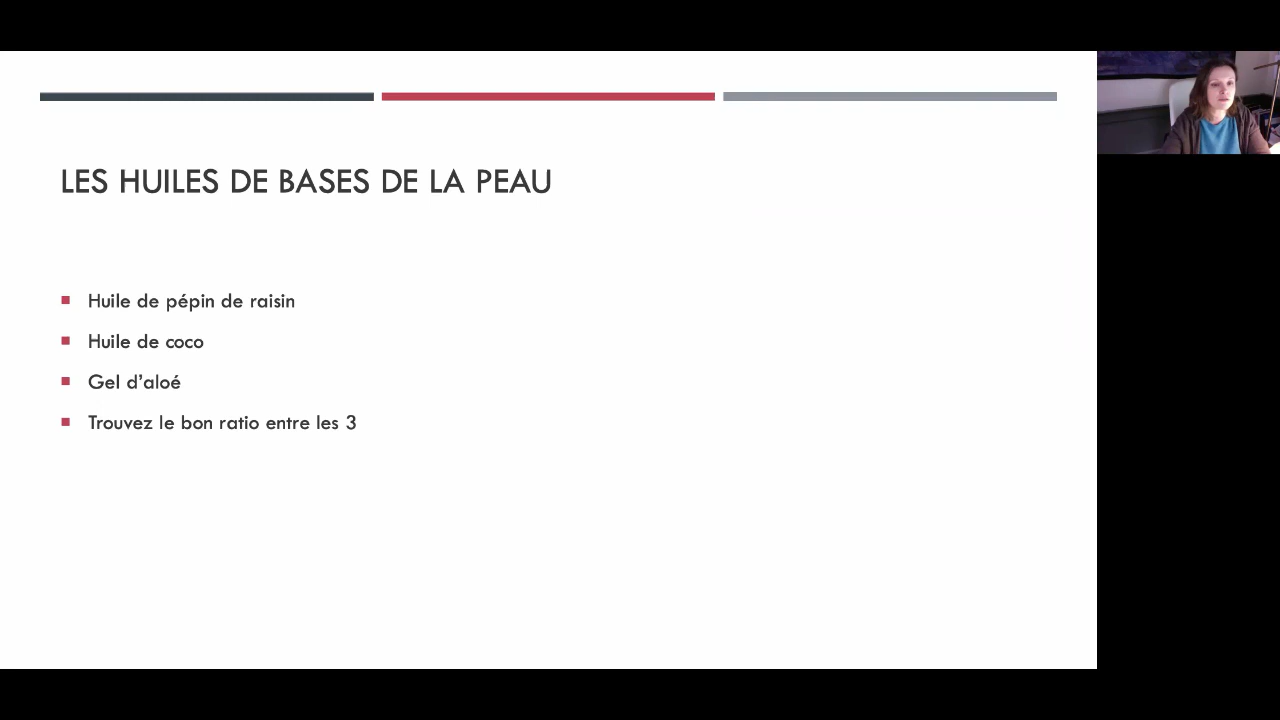 LES HUILES DE BASES DE LA PEAU
Huile de pépin de raisin
Huile de coco
Gel d'aloé
Trouvez le bon ratio entre les 3